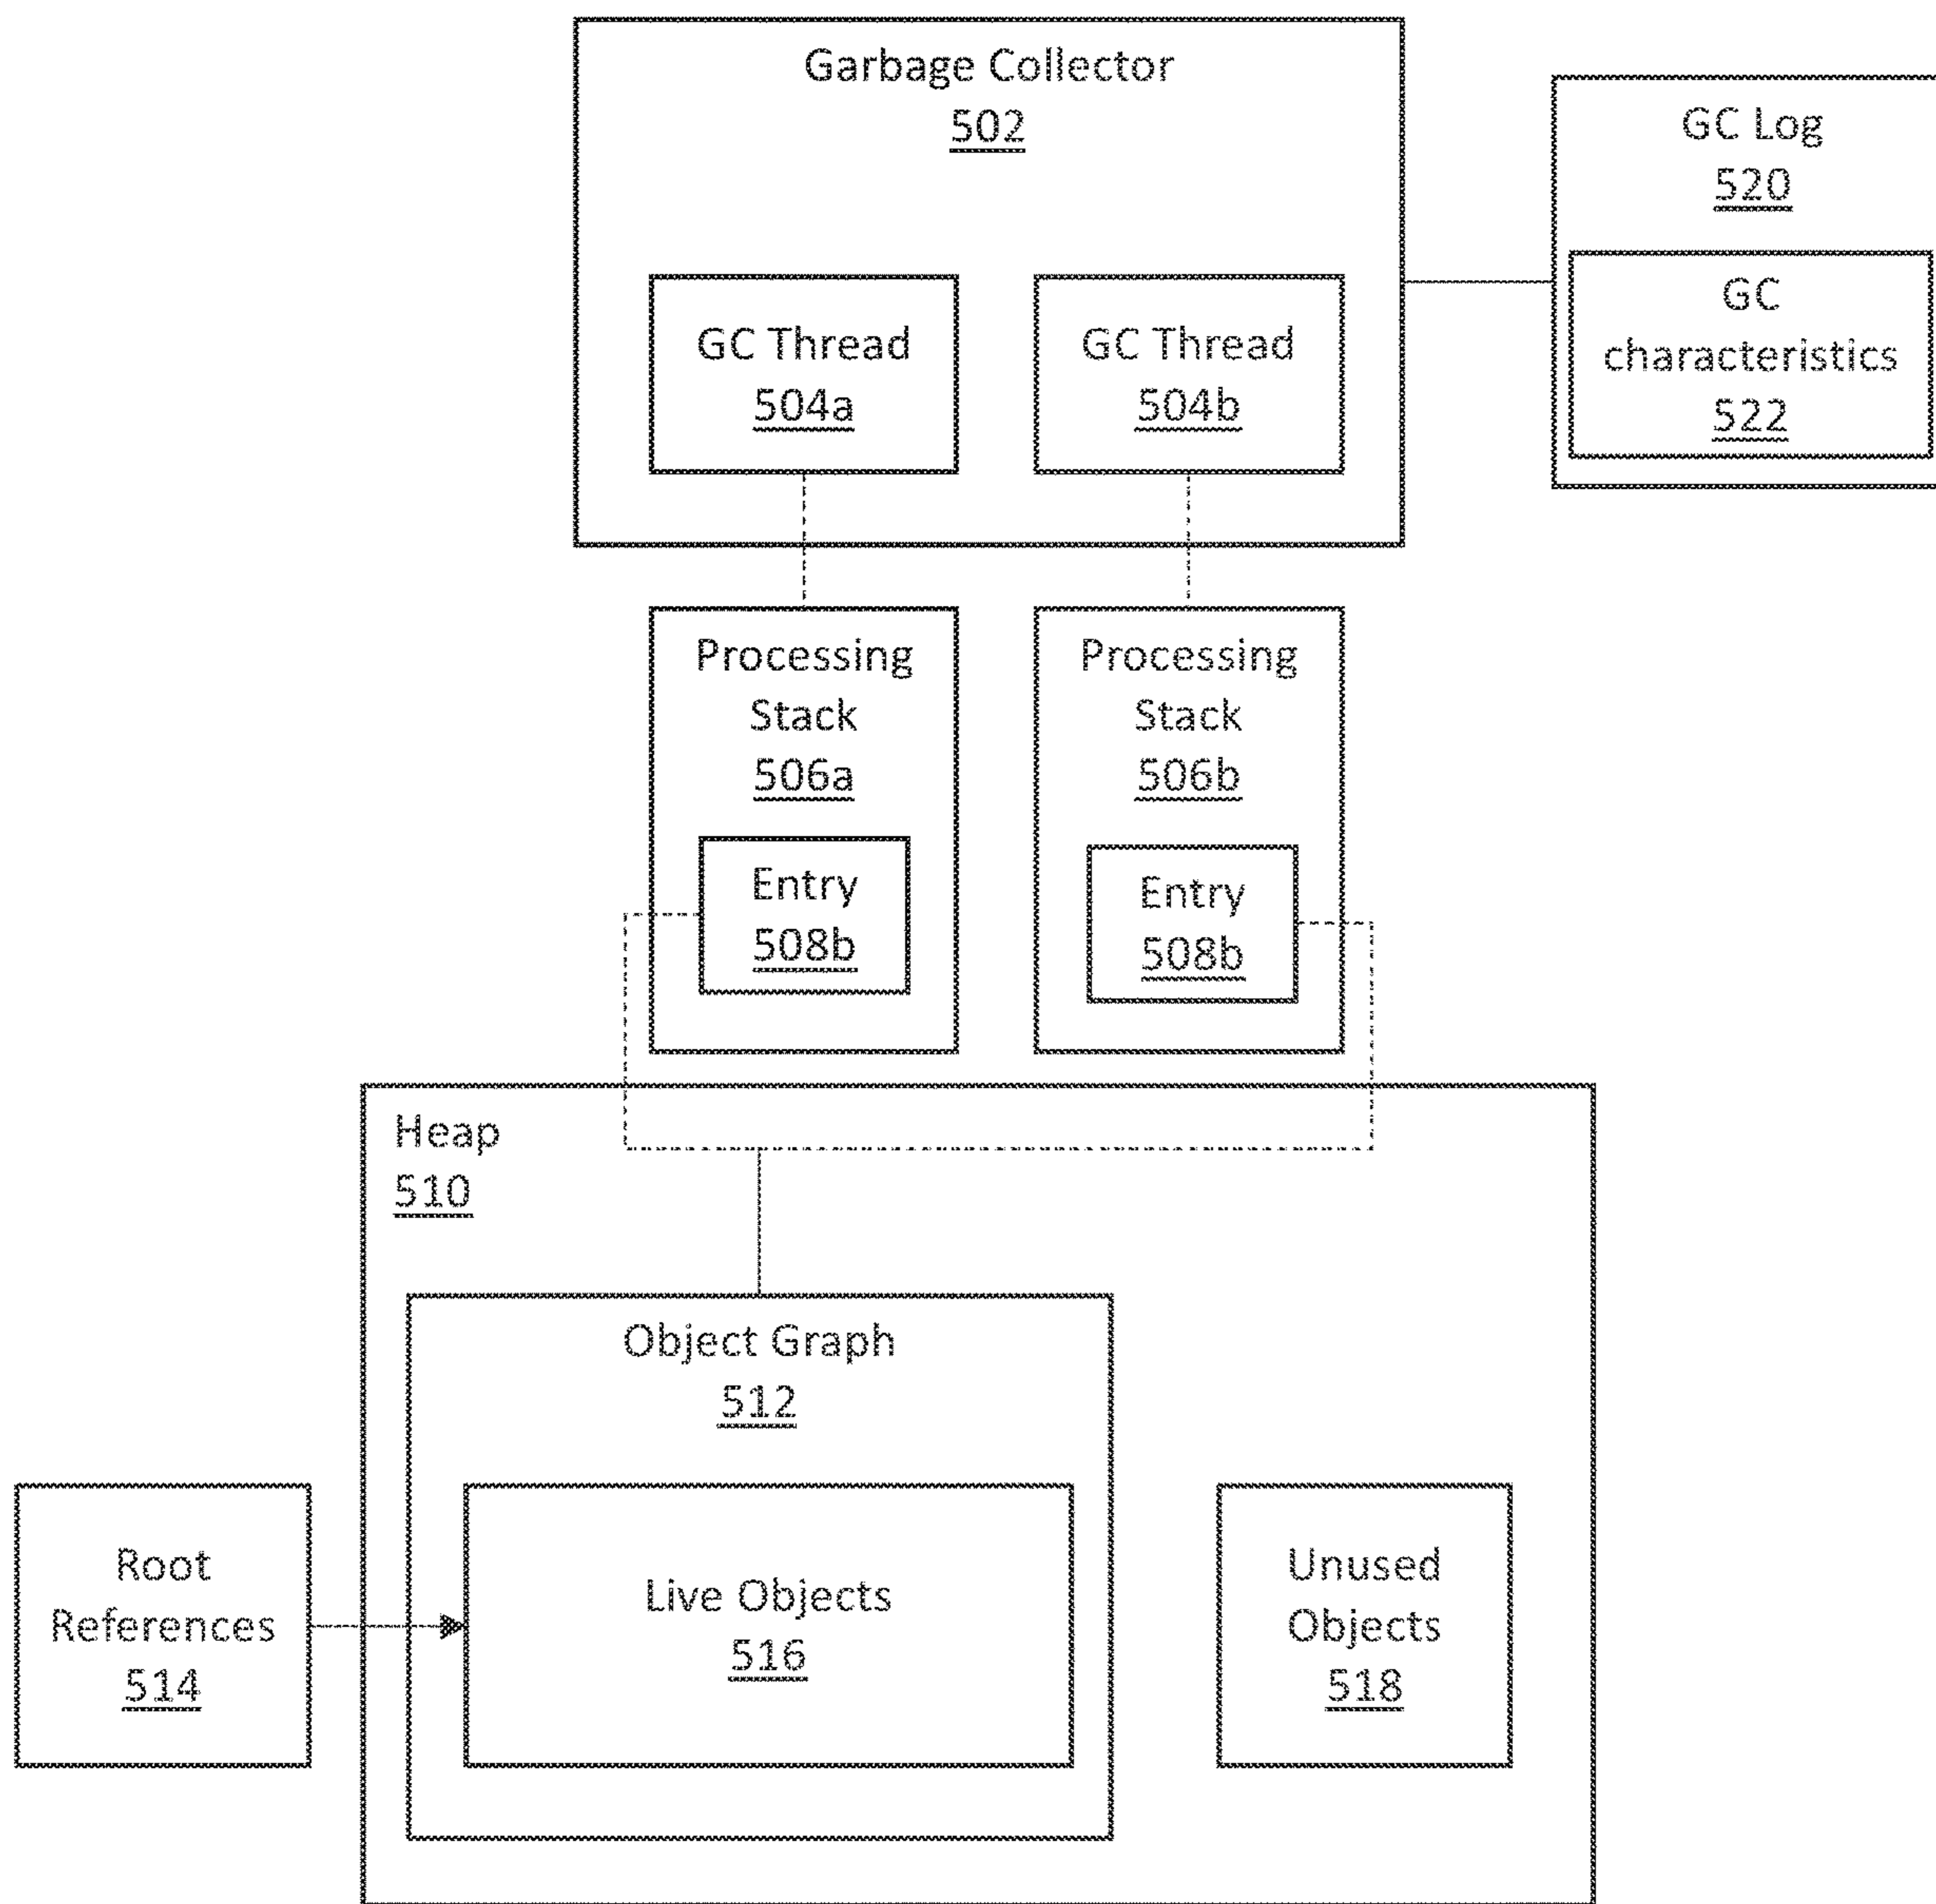 Garbage Collector
502
GC Log
520
GC
characteristics
522
GC Thread
504a
GC Thread
504b
Processing
Stack
506a
Processing
Stack
506b
Entry
508b
Entry
508b
Heap
510
Object Graph
512
Root
References
514
Live Objects
516
Unused
Objects
518